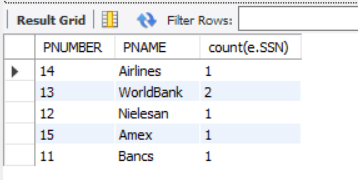 Result Grid Filter Rows:
PNUMBER PNAME count(e.SSN)
14 Airlines 1
13 WorldBank 2
12 Nielesan 1
15 Amex 1
11 Bancs 1